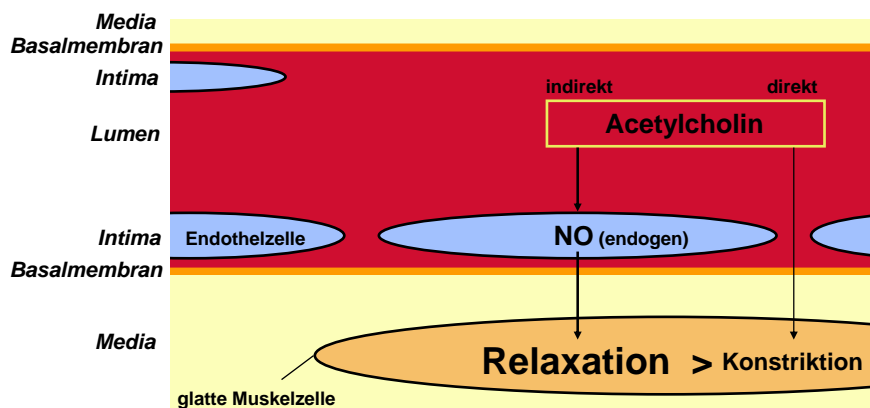 Media
Basalmembran
Intima
indirekt direkt
Acetylcholin
Lumen
Intima
Endothelzelle
NO (endogen)
Basalmembran
Media
Relaxation > Konstriktion
glatte Muskelzelle